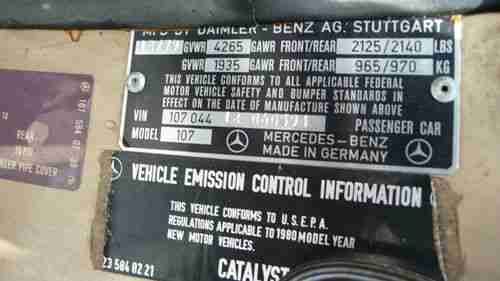 MFD BY DAIMLER - BENZ AG. STUTTGART
GVWR 4265 GAWR FRONT/REAR 2125/2140 LBS
GVWR 1935 GAWR FRONT/REAR 965/970 KG
THIS VEHICLE CONFORMS TO ALL APPLICABLE FEDERAL
MOTOR VEHICLE SAFETY AND BUMPER STANDARDS IN
EFFECT ON THE DATE OF MANUFACTURE SHOWN ABOVE
VIN 107 044 PASSENGER CAR
MODEL 107 MERCEDES-BENZ
MADE IN GERMANY
REAR
PIPE COVER
VEHICLE EMISSION CONTROL INFORMATION
THIS VEHICLE CONFORMS TO U.S.E.P.A.
REGULATIONS APPLICABLE TO 1980 MODEL YEAR
NEW MOTOR VEHICLES.
23 584 02 21 CATALYST